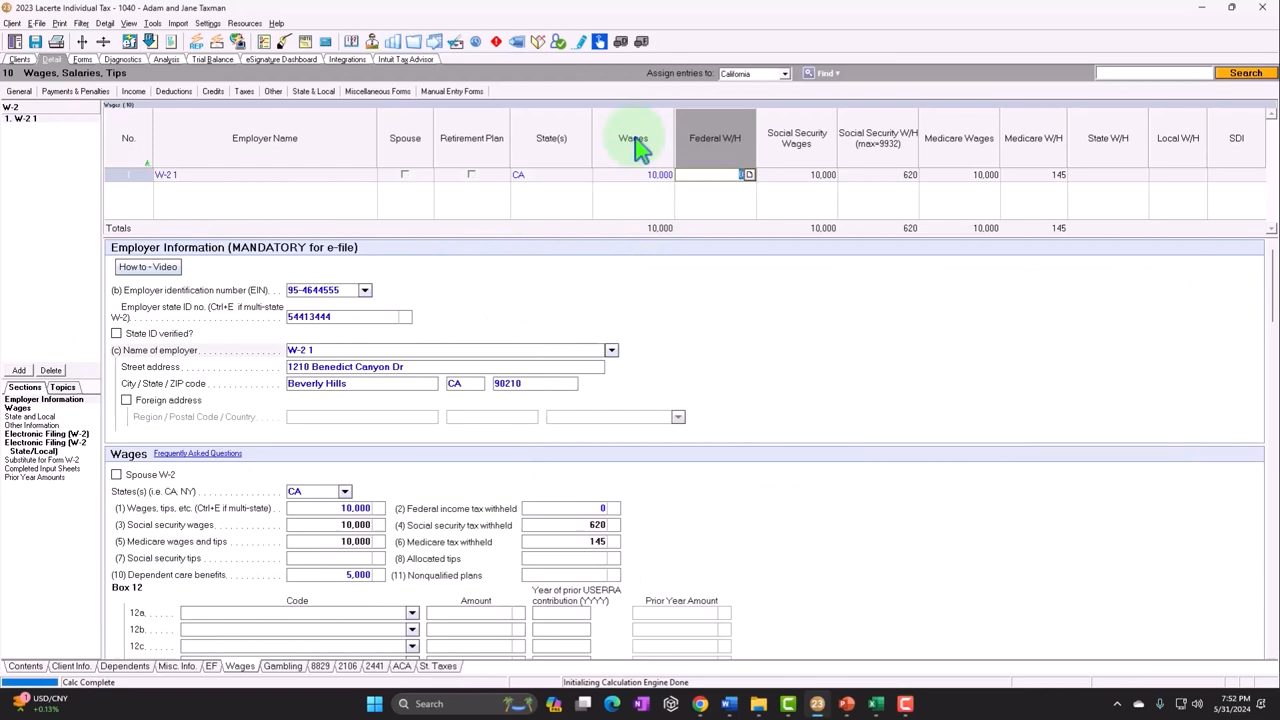 2023 Lacerte Individual Tax - 1040 - Adam and Jane Taxman
Client E-File Print Filter Detail View Tools Import Settings Resources Help
Clients Detail Forms Diagnostics Analysis Trial Balance eSignature Dashboard Integrations Intuit Tax Advisor
10 Wages, Salaries, Tips Assign entries to: California Find Search
General Payments & Penalties Income Deductions Credits Taxes Other State & Local Miscellaneous Forms Manual Entry Forms
W-2 Wages (10)
1. W-2 1
No. Employer Name Spouse Retirement Plan State(s) Wages Federal W/H Social Security Wages Social Security W/H (max=9932) Medicare Wages Medicare W/H State W/H Local W/H SDI
1 W-2 1 CA 10,000 10,000 620 10,000 145
Totals 10,000 10,000 620 10,000 145
Employer Information (MANDATORY for e-file)
How to - Video
(b) Employer identification number (EIN). . . 95-4644555
Employer state ID no. (Ctrl+E if multi-state
W-2) 54413444
State ID verified?
(c) Name of employer W-2 1
Street address 1210 Benedict Canyon Dr
City / State / ZIP code Beverly Hills CA 90210
Foreign address
Region / Postal Code / Country
Add Delete
Sections Topics
Employer Information
Wages
State and Local
Other Information
Electronic Filing (W-2)
Electronic Filing (W-2
State/Local)
Substitute for Form W-2
Completed Input Sheets
Prior Year Amounts
Wages Frequently Asked Questions
Spouse W-2
States(s) (i.e. CA, NY) CA
(1) Wages, tips, etc. (Ctrl+E if multi-state) 10,000 (2) Federal income tax withheld 0
(3) Social security wages 10,000 (4) Social security tax withheld 620
(5) Medicare wages and tips 10,000 (6) Medicare tax withheld 145
(7) Social security tips (8) Allocated tips
(10) Dependent care benefits 5,000 (11) Nonqualified plans
Box 12
Code Amount Year of prior USERRA contribution (YYYY) Prior Year Amount
12a
12b
12c
Contents Client Info. Dependents Misc. Info. EF Wages Gambling 8829 2106 2441 ACA St. Taxes
Calc Complete Initializing Calculation Engine Done
USD/CNY
+0.13%
Search
7:52 PM
5/31/2024